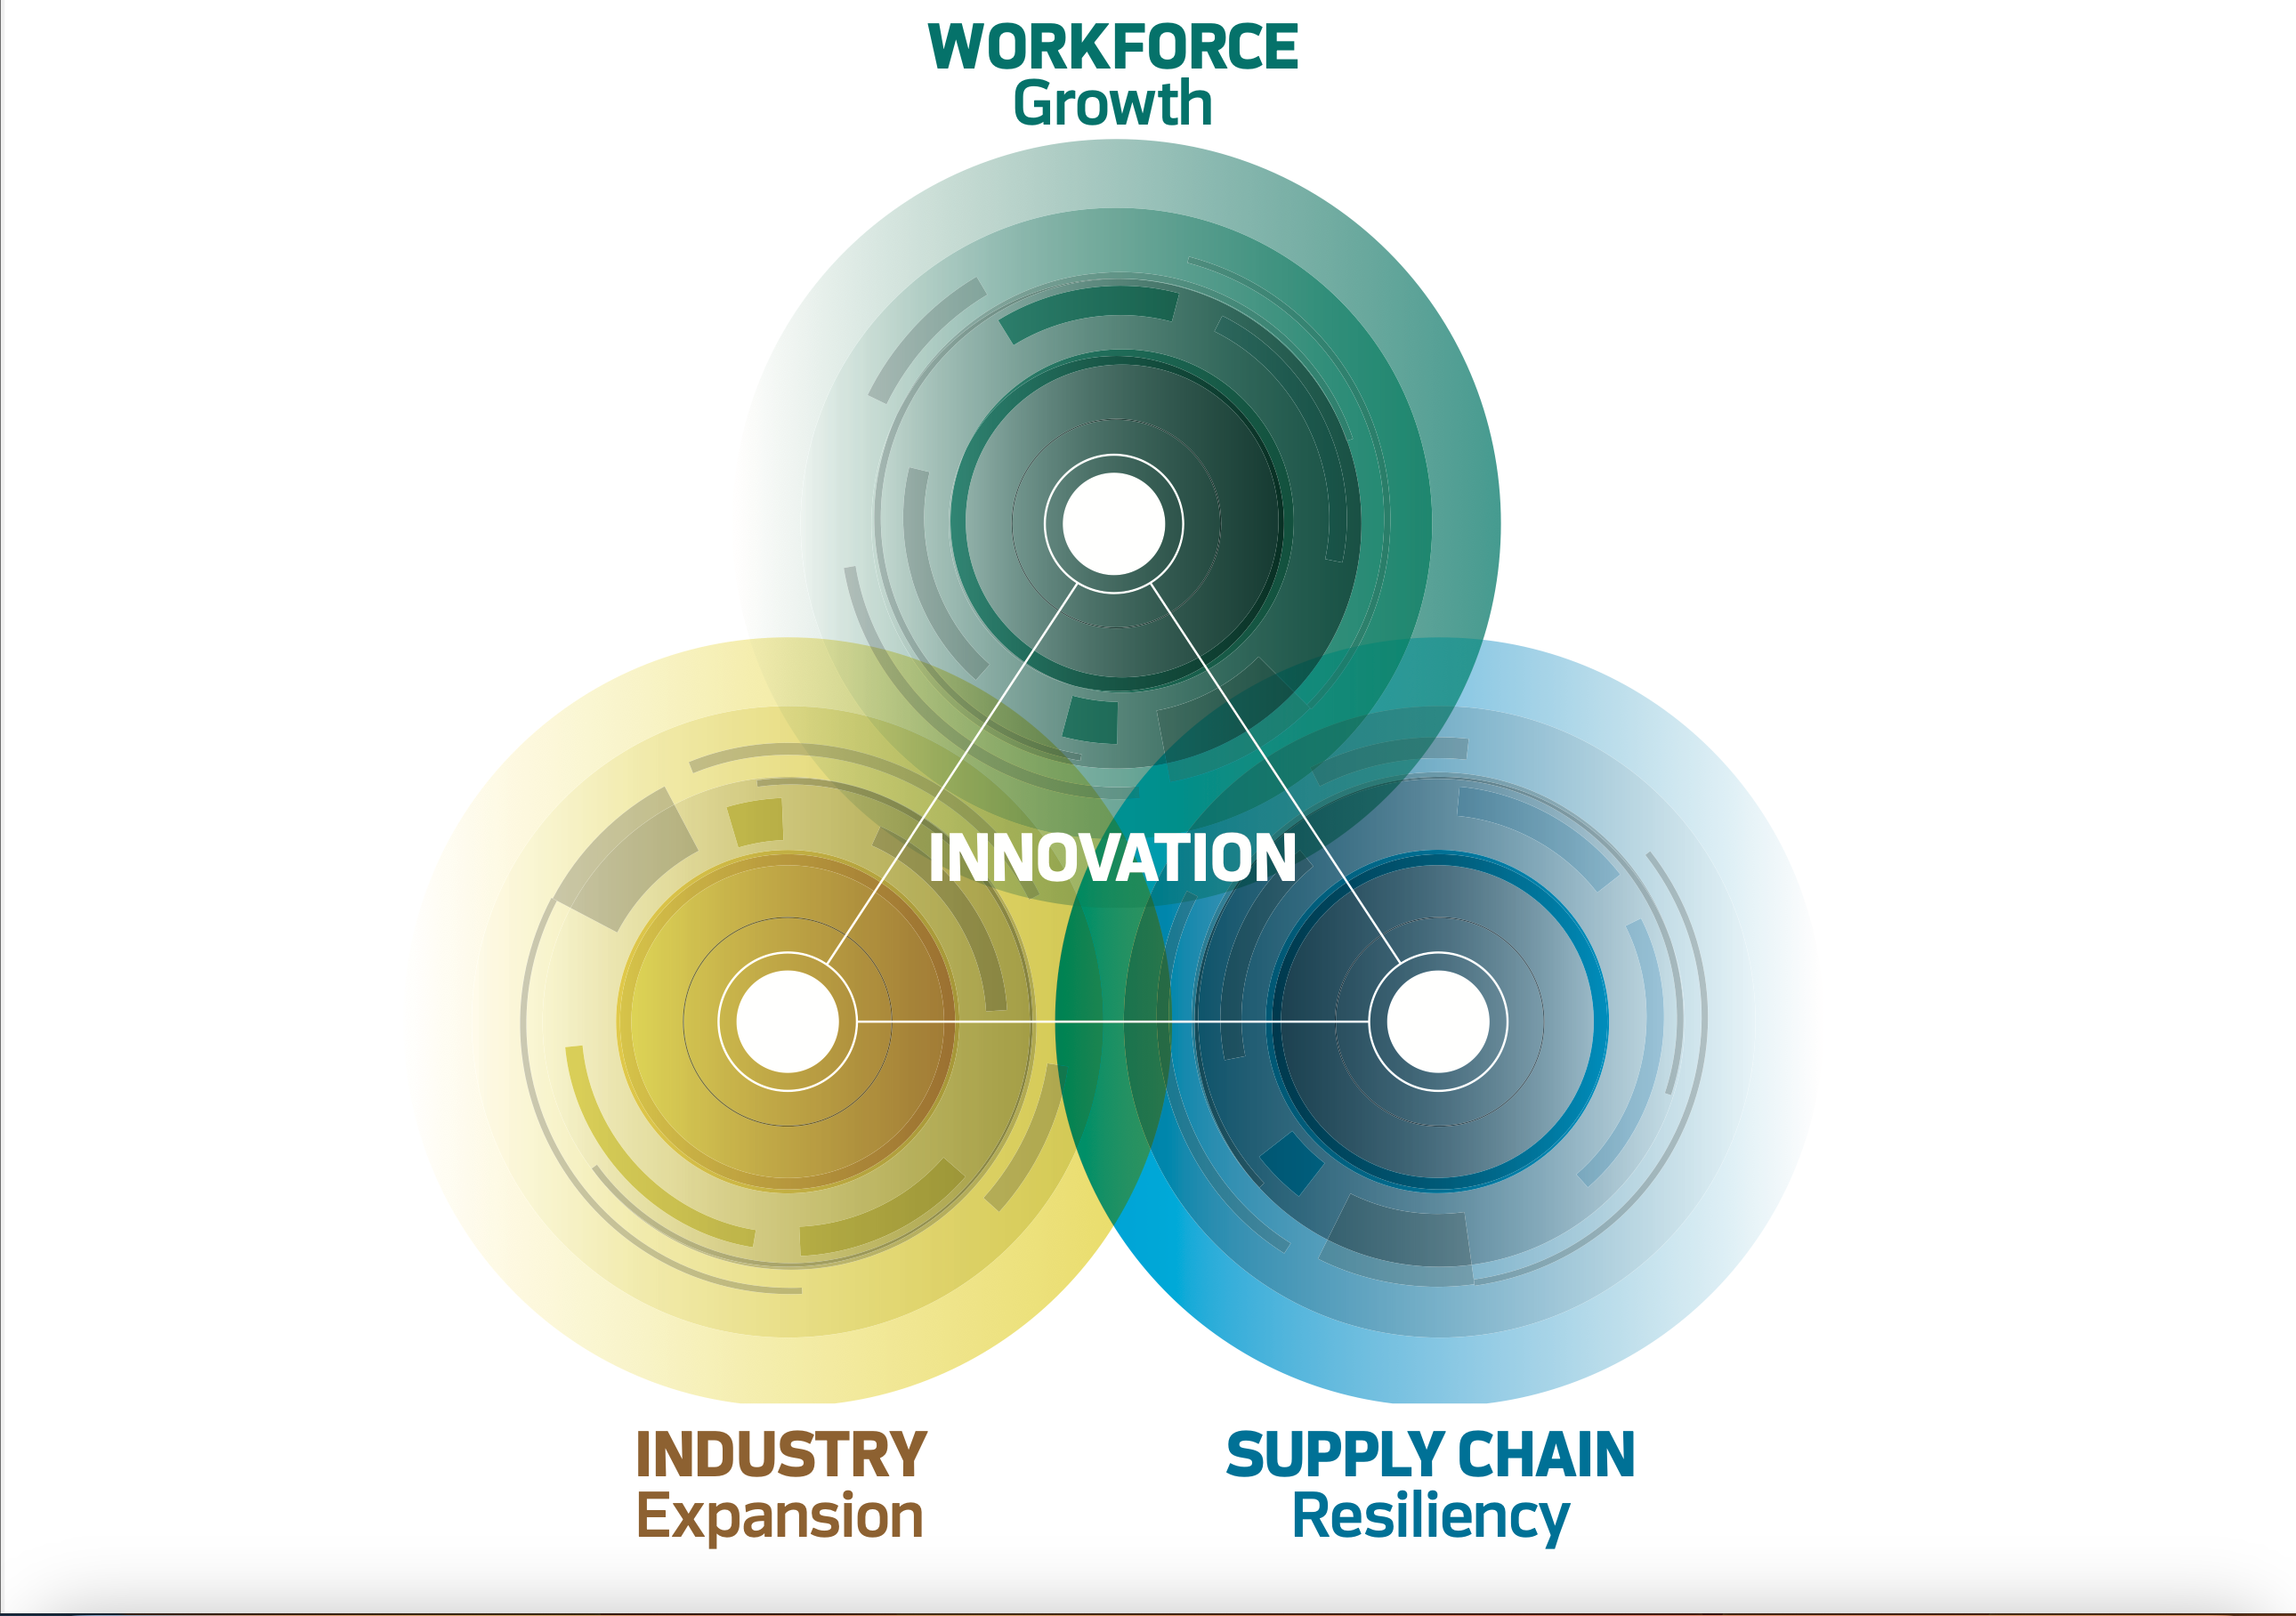 WORKFORCE
Growth
INNOVATION
INDUSTRY
Expansion
SUPPLY CHAIN
Resiliency